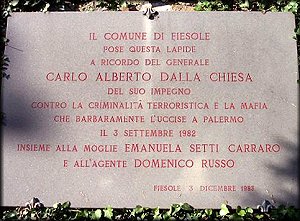 IL COMUNE DI FIESOLE
POSE QUESTA LAPIDE
A RICORDO DEL GENERALE
CARLO ALBERTO DALLA CHIESA
DEL SUO IMPEGNO
CONTRO LA CRIMINALITÀ TERRORISTICA E LA MAFIA
CHE BARBARAMENTE L'UCCISE A PALERMO
IL 3 SETTEMBRE 1982
INSIEME ALLA MOGLIE EMANUELA SETTI CARRARO
E ALL'AGENTE DOMENICO RUSSO
FIESOLE 3 DICEMBRE 1983